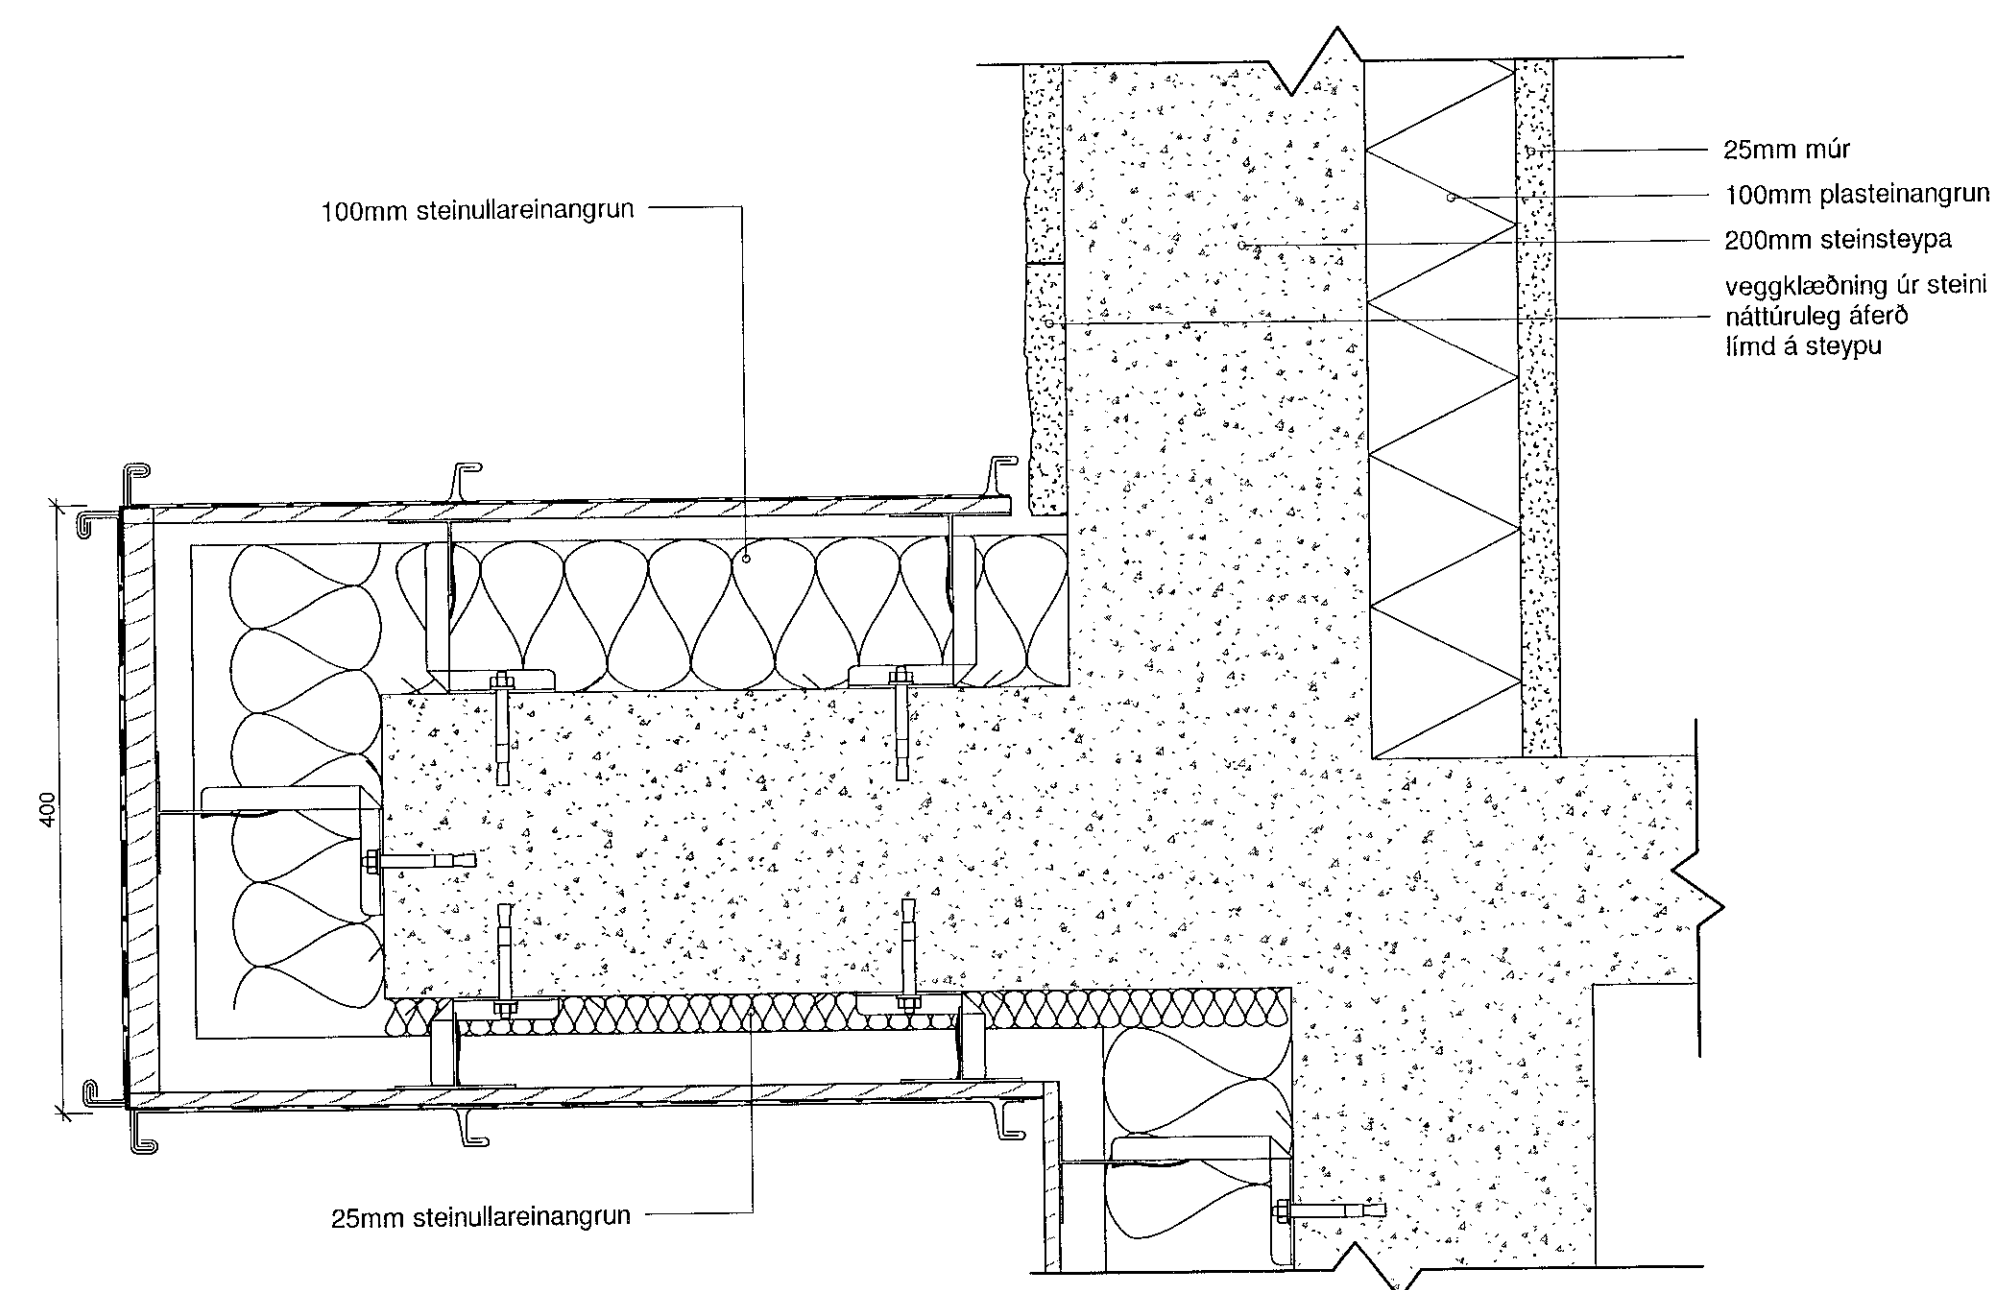 25mm múr
100mm plasteinangrun
200mm steinsteypa
veggklæðning úr steini
náttúruleg áferð
límd á steypu
100mm steinullareinangrun
400
25mm steinullareinangrun